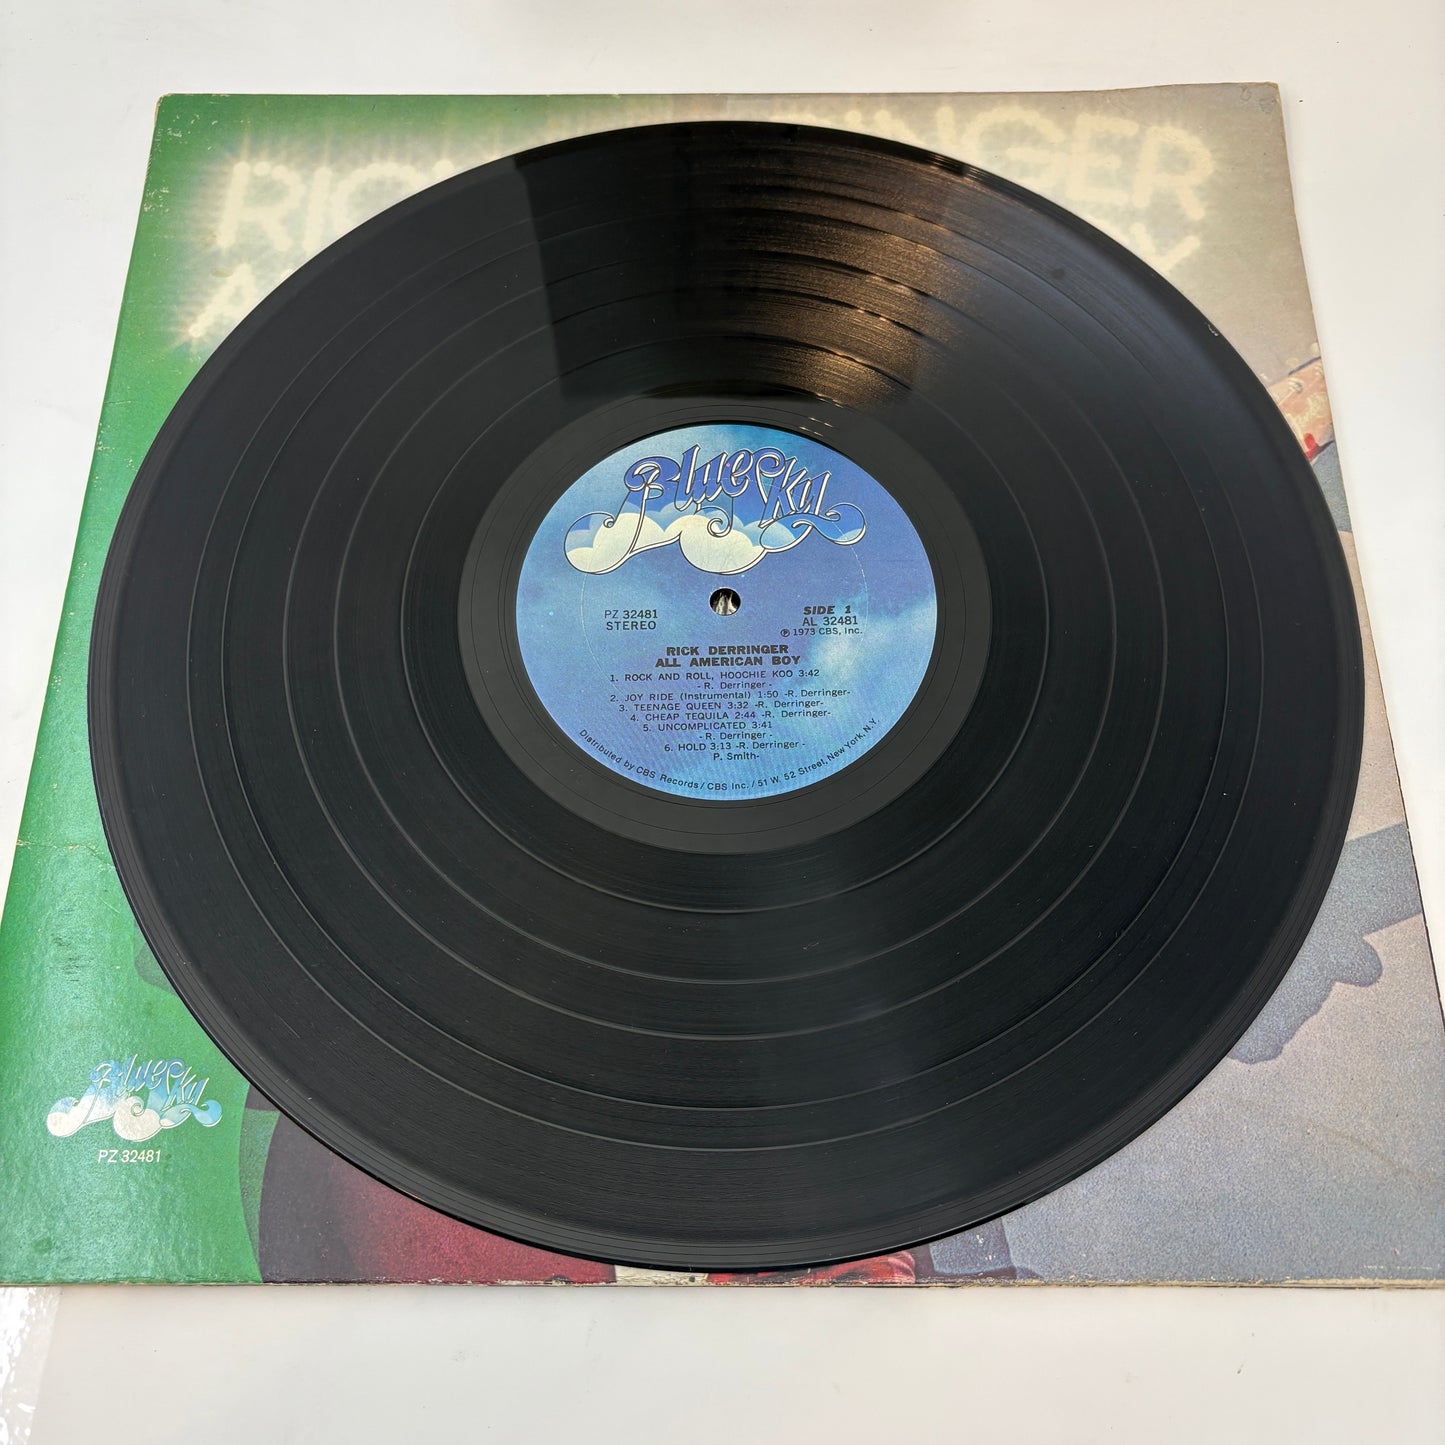 RIC INGER
A Y
Blue Sky
PZ 32481
STEREO
SIDE 1
AL 32481
℗ 1973 CBS, Inc.
RICK DERRINGER
ALL AMERICAN BOY
1. ROCK AND ROLL, HOOCHIE KOO 3:42
- R. Derringer -
2. JOY RIDE (Instrumental) 1:50 -R. Derringer-
3. TEENAGE QUEEN 3:32 -R. Derringer-
4. CHEAP TEQUILA 2:44 -R. Derringer-
5. UNCOMPLICATED 3:41
- R. Derringer -
6. HOLD 3:13 -R. Derringer -
P. Smith-
Distributed by CBS Records / CBS Inc. / 51 W. 52 Street, New York, N.Y.
Blue Sky
PZ 32481